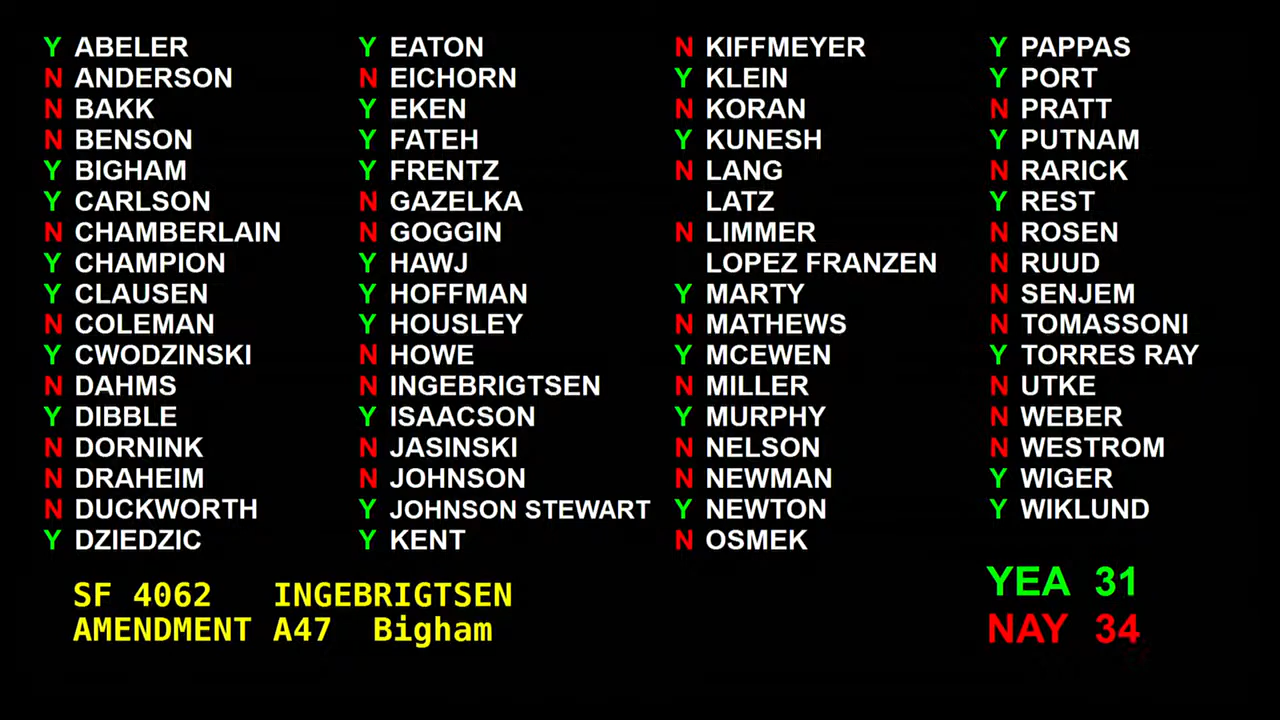 Y ABELER
N ANDERSON
N BAKK
N BENSON
Y BIGHAM
Y CARLSON
N CHAMBERLAIN
Y CHAMPION
Y CLAUSEN
N COLEMAN
Y CWODZINSKI
N DAHMS
Y DIBBLE
N DORNINK
N DRAHEIM
N DUCKWORTH
Y DZIEDZIC
Y EATON
N EICHORN
Y EKEN
Y FATEH
Y FRENTZ
N GAZELKA
N GOGGIN
Y HAWJ
Y HOFFMAN
Y HOUSLEY
N HOWE
N INGEBRIGTSEN
Y ISAACSON
N JASINSKI
N JOHNSON
Y JOHNSON STEWART
Y KENT
N KIFFMEYER
Y KLEIN
N KORAN
Y KUNESH
N LANG
LATZ
N LIMMER
LOPEZ FRANZEN
Y MARTY
N MATHEWS
Y MCEWEN
N MILLER
Y MURPHY
N NELSON
N NEWMAN
Y NEWTON
N OSMEK
Y PAPPAS
Y PORT
N PRATT
Y PUTNAM
N RARICK
Y REST
N ROSEN
N RUUD
N SENJEM
N TOMASSONI
Y TORRES RAY
N UTKE
N WEBER
N WESTROM
Y WIGER
Y WIKLUND
SF 4062 INGEBRIGTSEN
AMENDMENT A47 Bigham
YEA 31
NAY 34